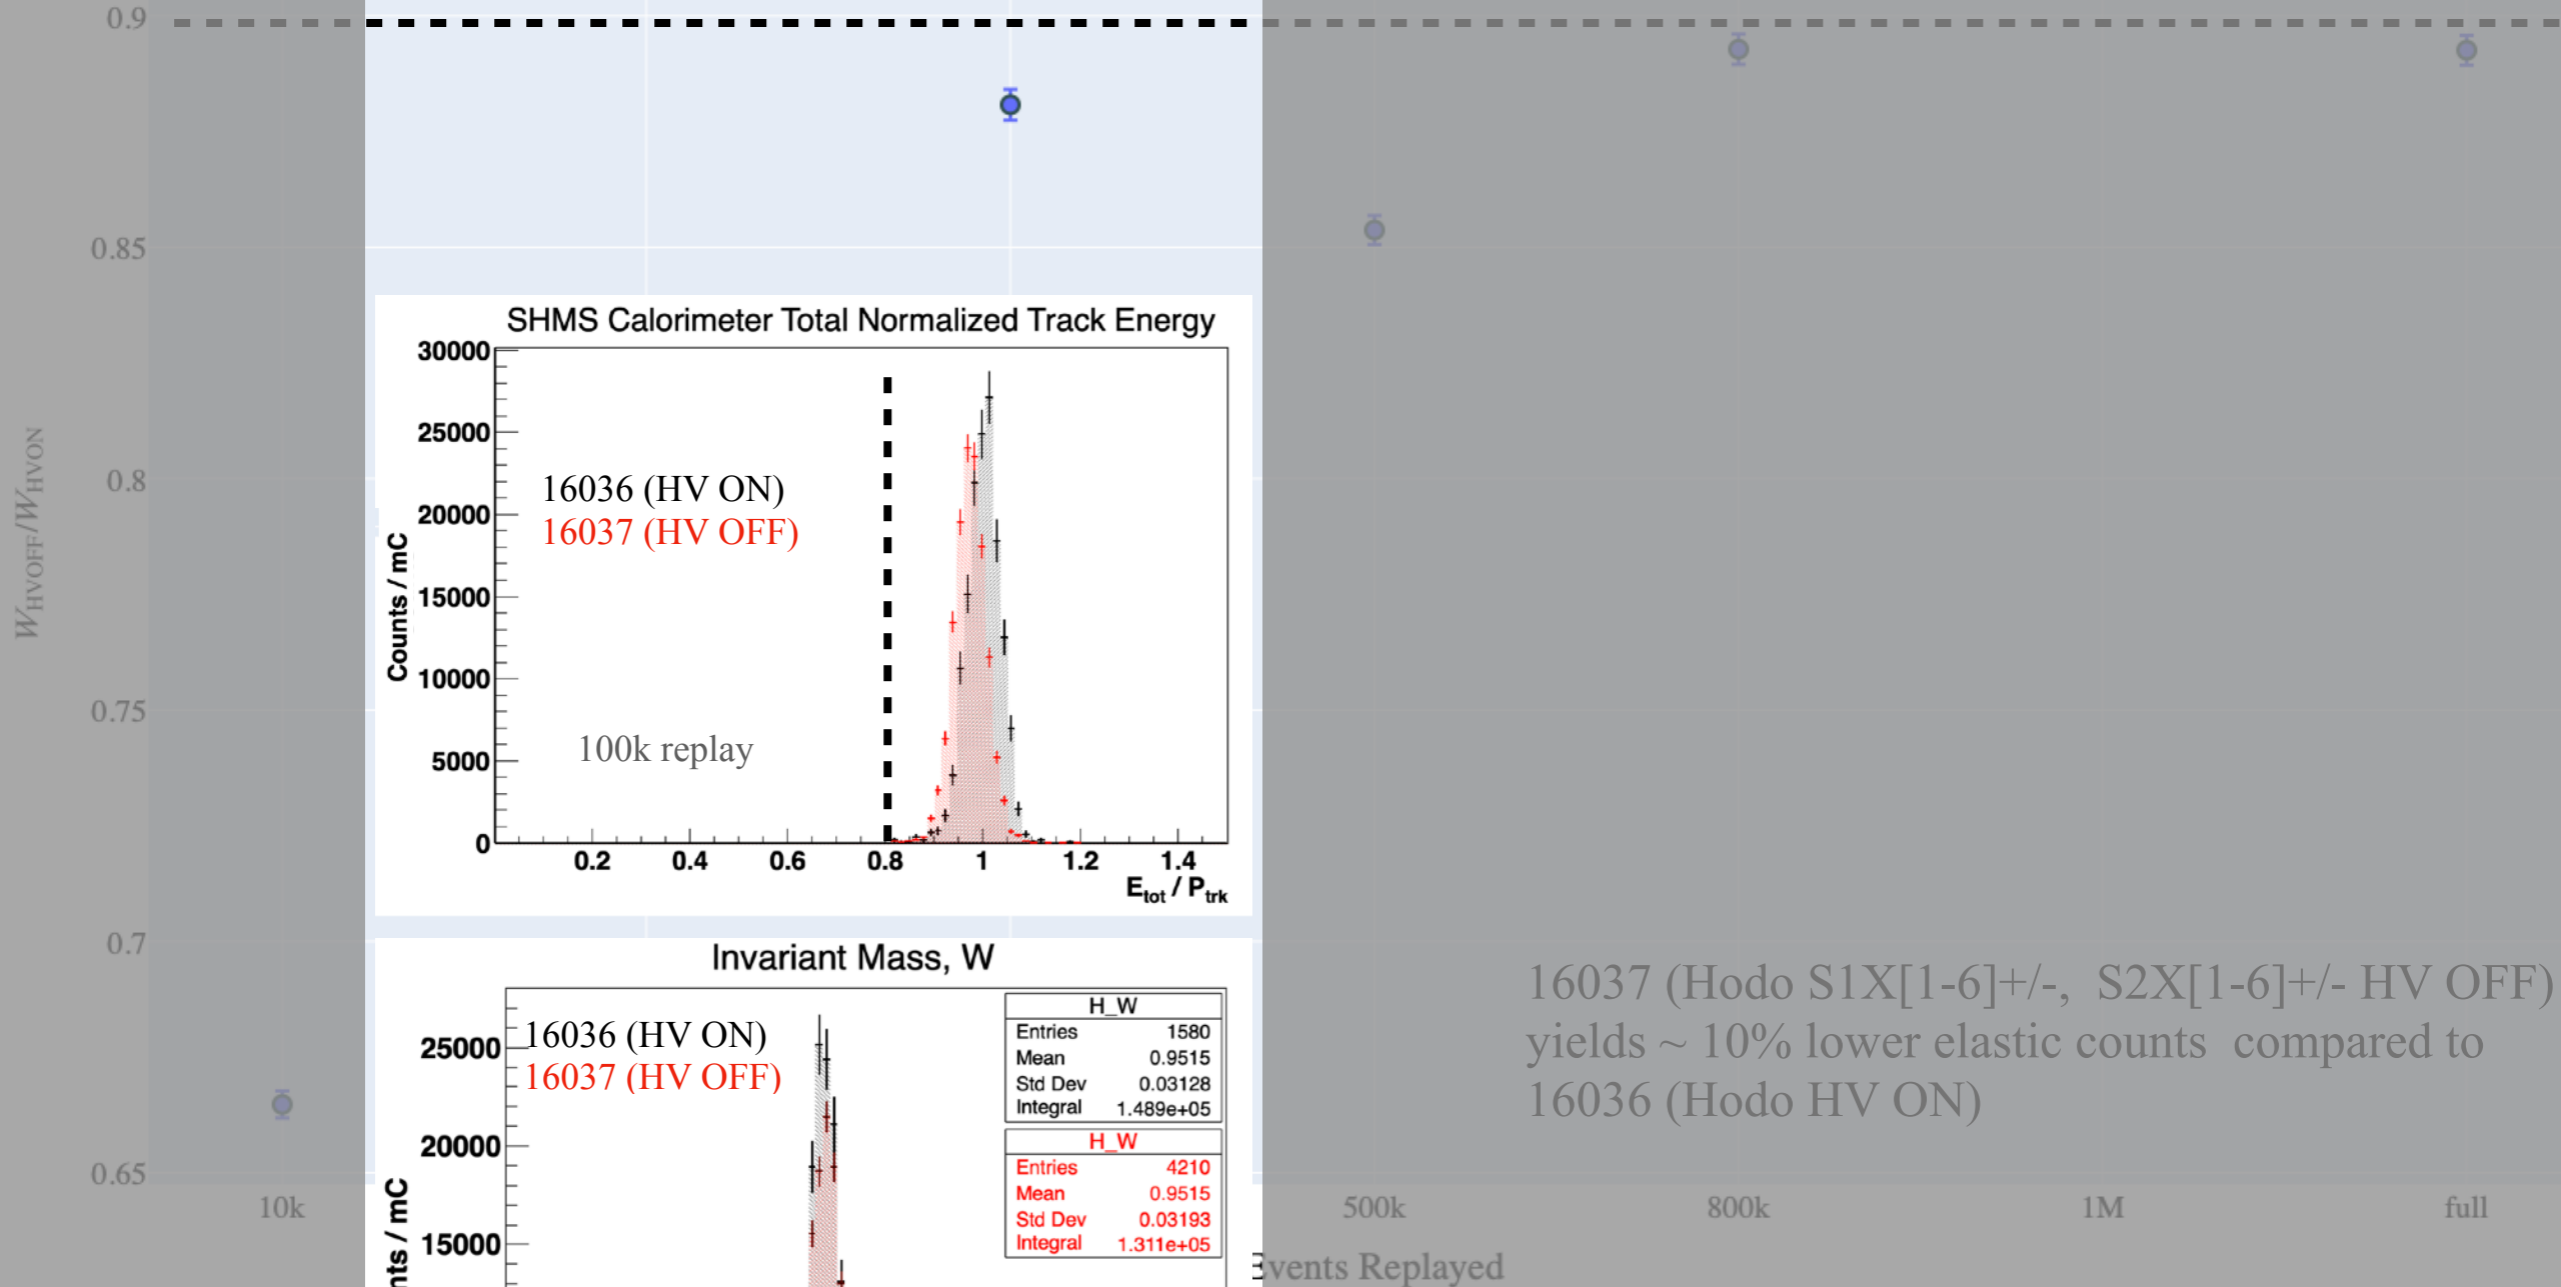 0.9
0.85
0.8
0.75
0.7
0.65
W_HVOFF/W_HVON
SHMS Calorimeter Total Normalized Track Energy
30000
25000
20000
15000
10000
5000
0
Counts / mC
16036 (HV ON)
16037 (HV OFF)
100k replay
0.2 0.4 0.6 0.8 1 1.2 1.4
E_tot / P_trk
Invariant Mass, W
25000
20000
15000
16036 (HV ON)
16037 (HV OFF)
H_W
Entries 1580
Mean 0.9515
Std Dev 0.03128
Integral 1.489e+05
H_W
Entries 4210
Mean 0.9515
Std Dev 0.03193
Integral 1.311e+05
16037 (Hodo S1X[1-6]+/-, S2X[1-6]+/- HV OFF)
yields ~ 10% lower elastic counts compared to
16036 (Hodo HV ON)
10k 500k 800k 1M full
Events Replayed